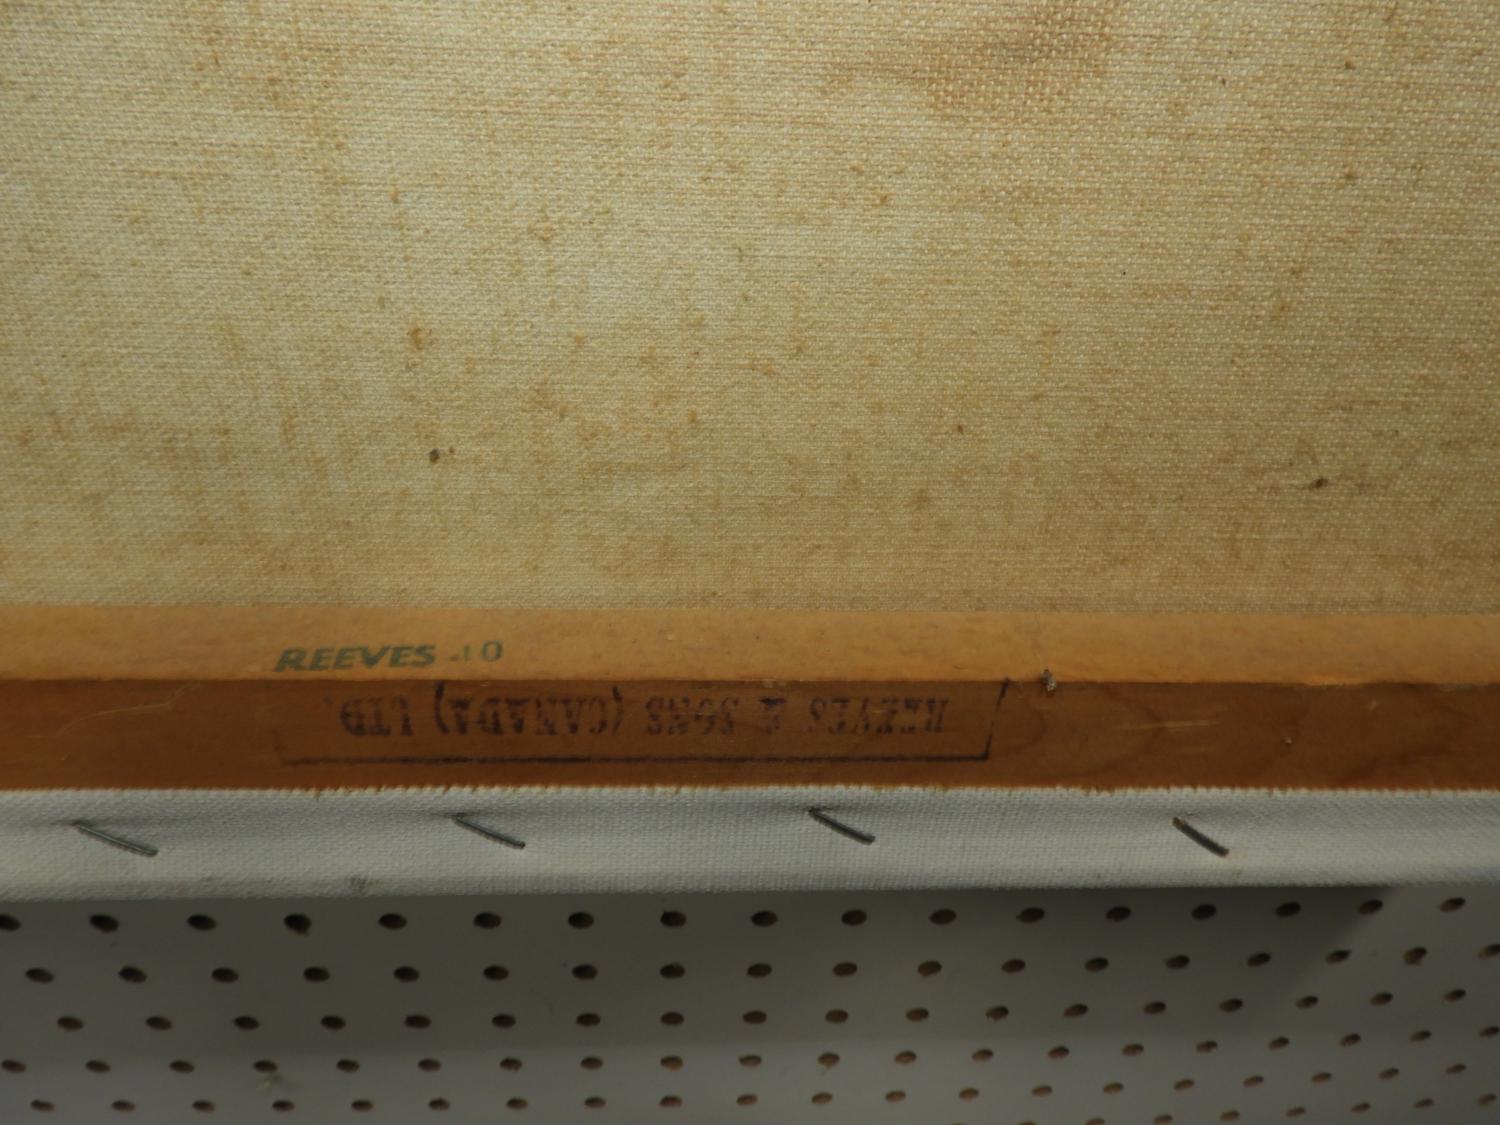 REEVES 40
REEVES & SONS (CANADA) LTD.